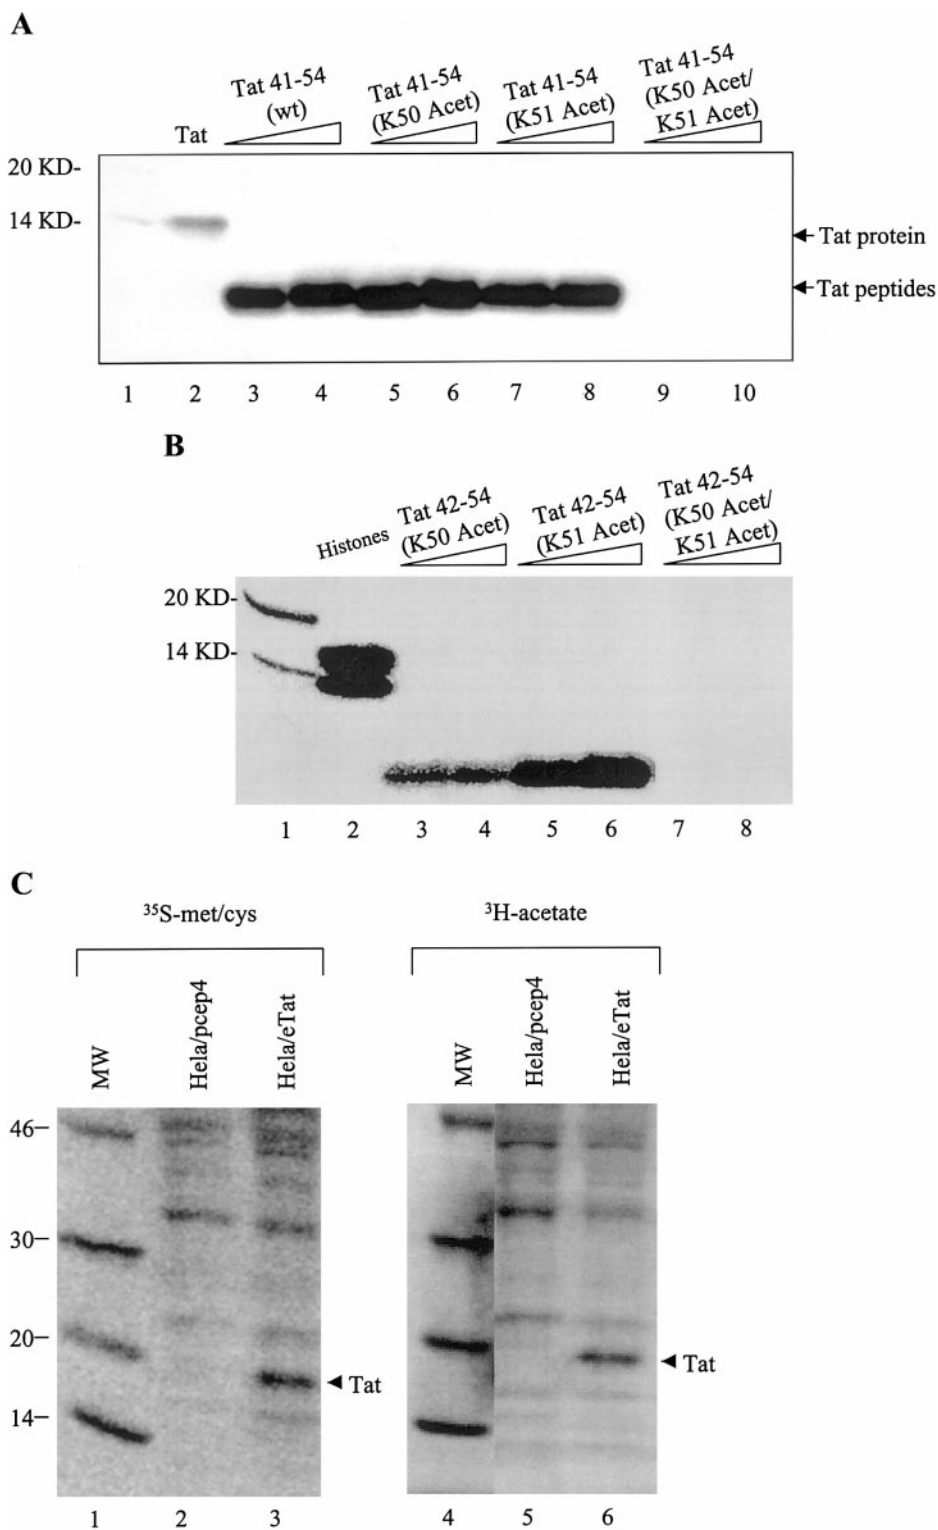 A
Tat
Tat 41-54
(wt)
Tat 41-54
(K50 Acet)
Tat 41-54
(K51 Acet)
Tat 41-54
(K50 Acet/
K51 Acet)
20 KD-
14 KD-
Tat protein
Tat peptides
1 2 3 4 5 6 7 8 9 10
B
Histones
Tat 42-54
(K50 Acet)
Tat 42-54
(K51 Acet)
Tat 42-54
(K50 Acet/
K51 Acet)
20 KD-
14 KD-
1 2 3 4 5 6 7 8
C
³⁵S-met/cys
³H-acetate
MW
Hela/pcep4
Hela/eTat
MW
Hela/pcep4
Hela/eTat
46
30
20
14
Tat
Tat
1 2 3 4 5 6